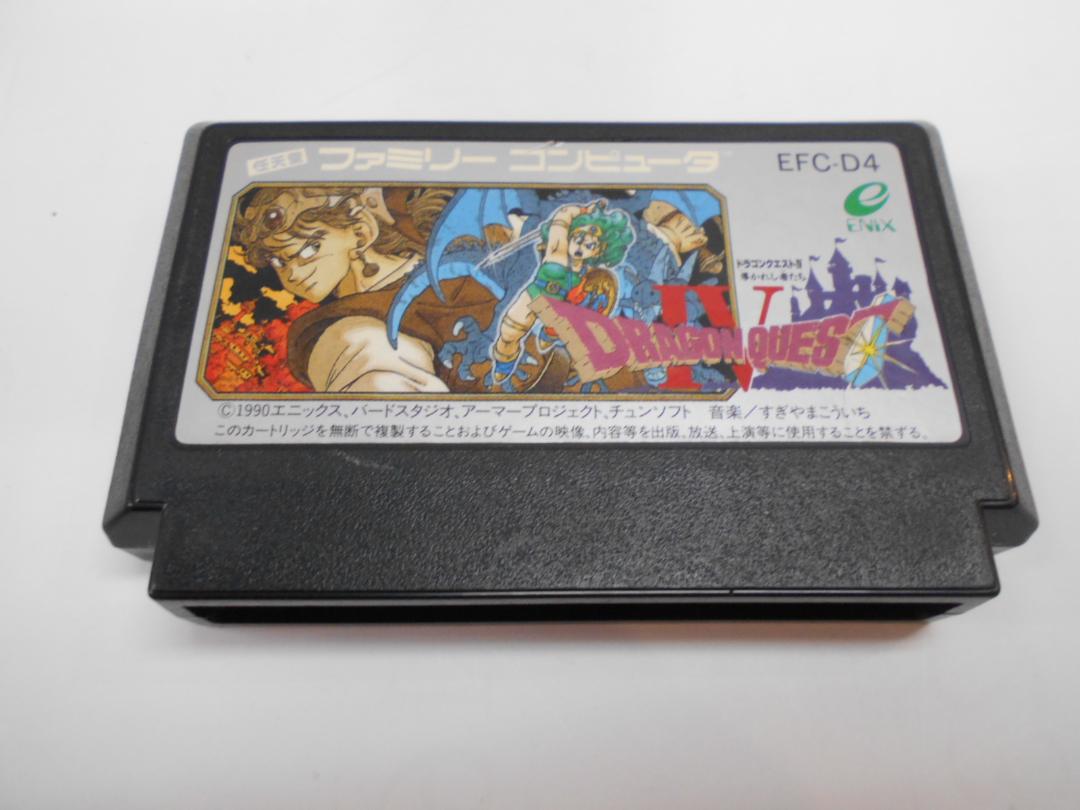 任天堂 ファミリー コンピュータ
EFC-D4
ENIX
ドラゴンクエストIV
導かれし者たち
IV
DRAGON QUEST
©1990エニックス、バードスタジオ、アーマープロジェクト、チュンソフト 音楽/すぎやまこういち
このカートリッジを無断で複製することおよびゲームの映像、内容等を出版、放送、上演等に使用することを禁ずる。